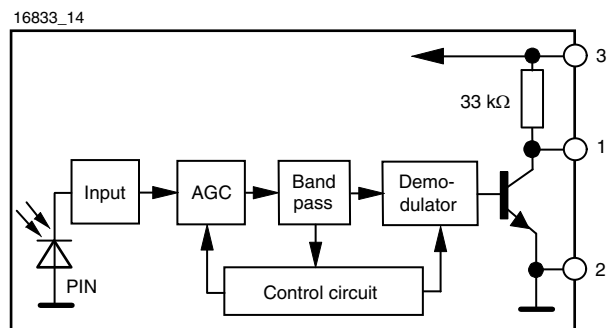 16833_14
3
33 kΩ
1
Input
AGC
Band
pass
Demo-
dulator
2
PIN
Control circuit